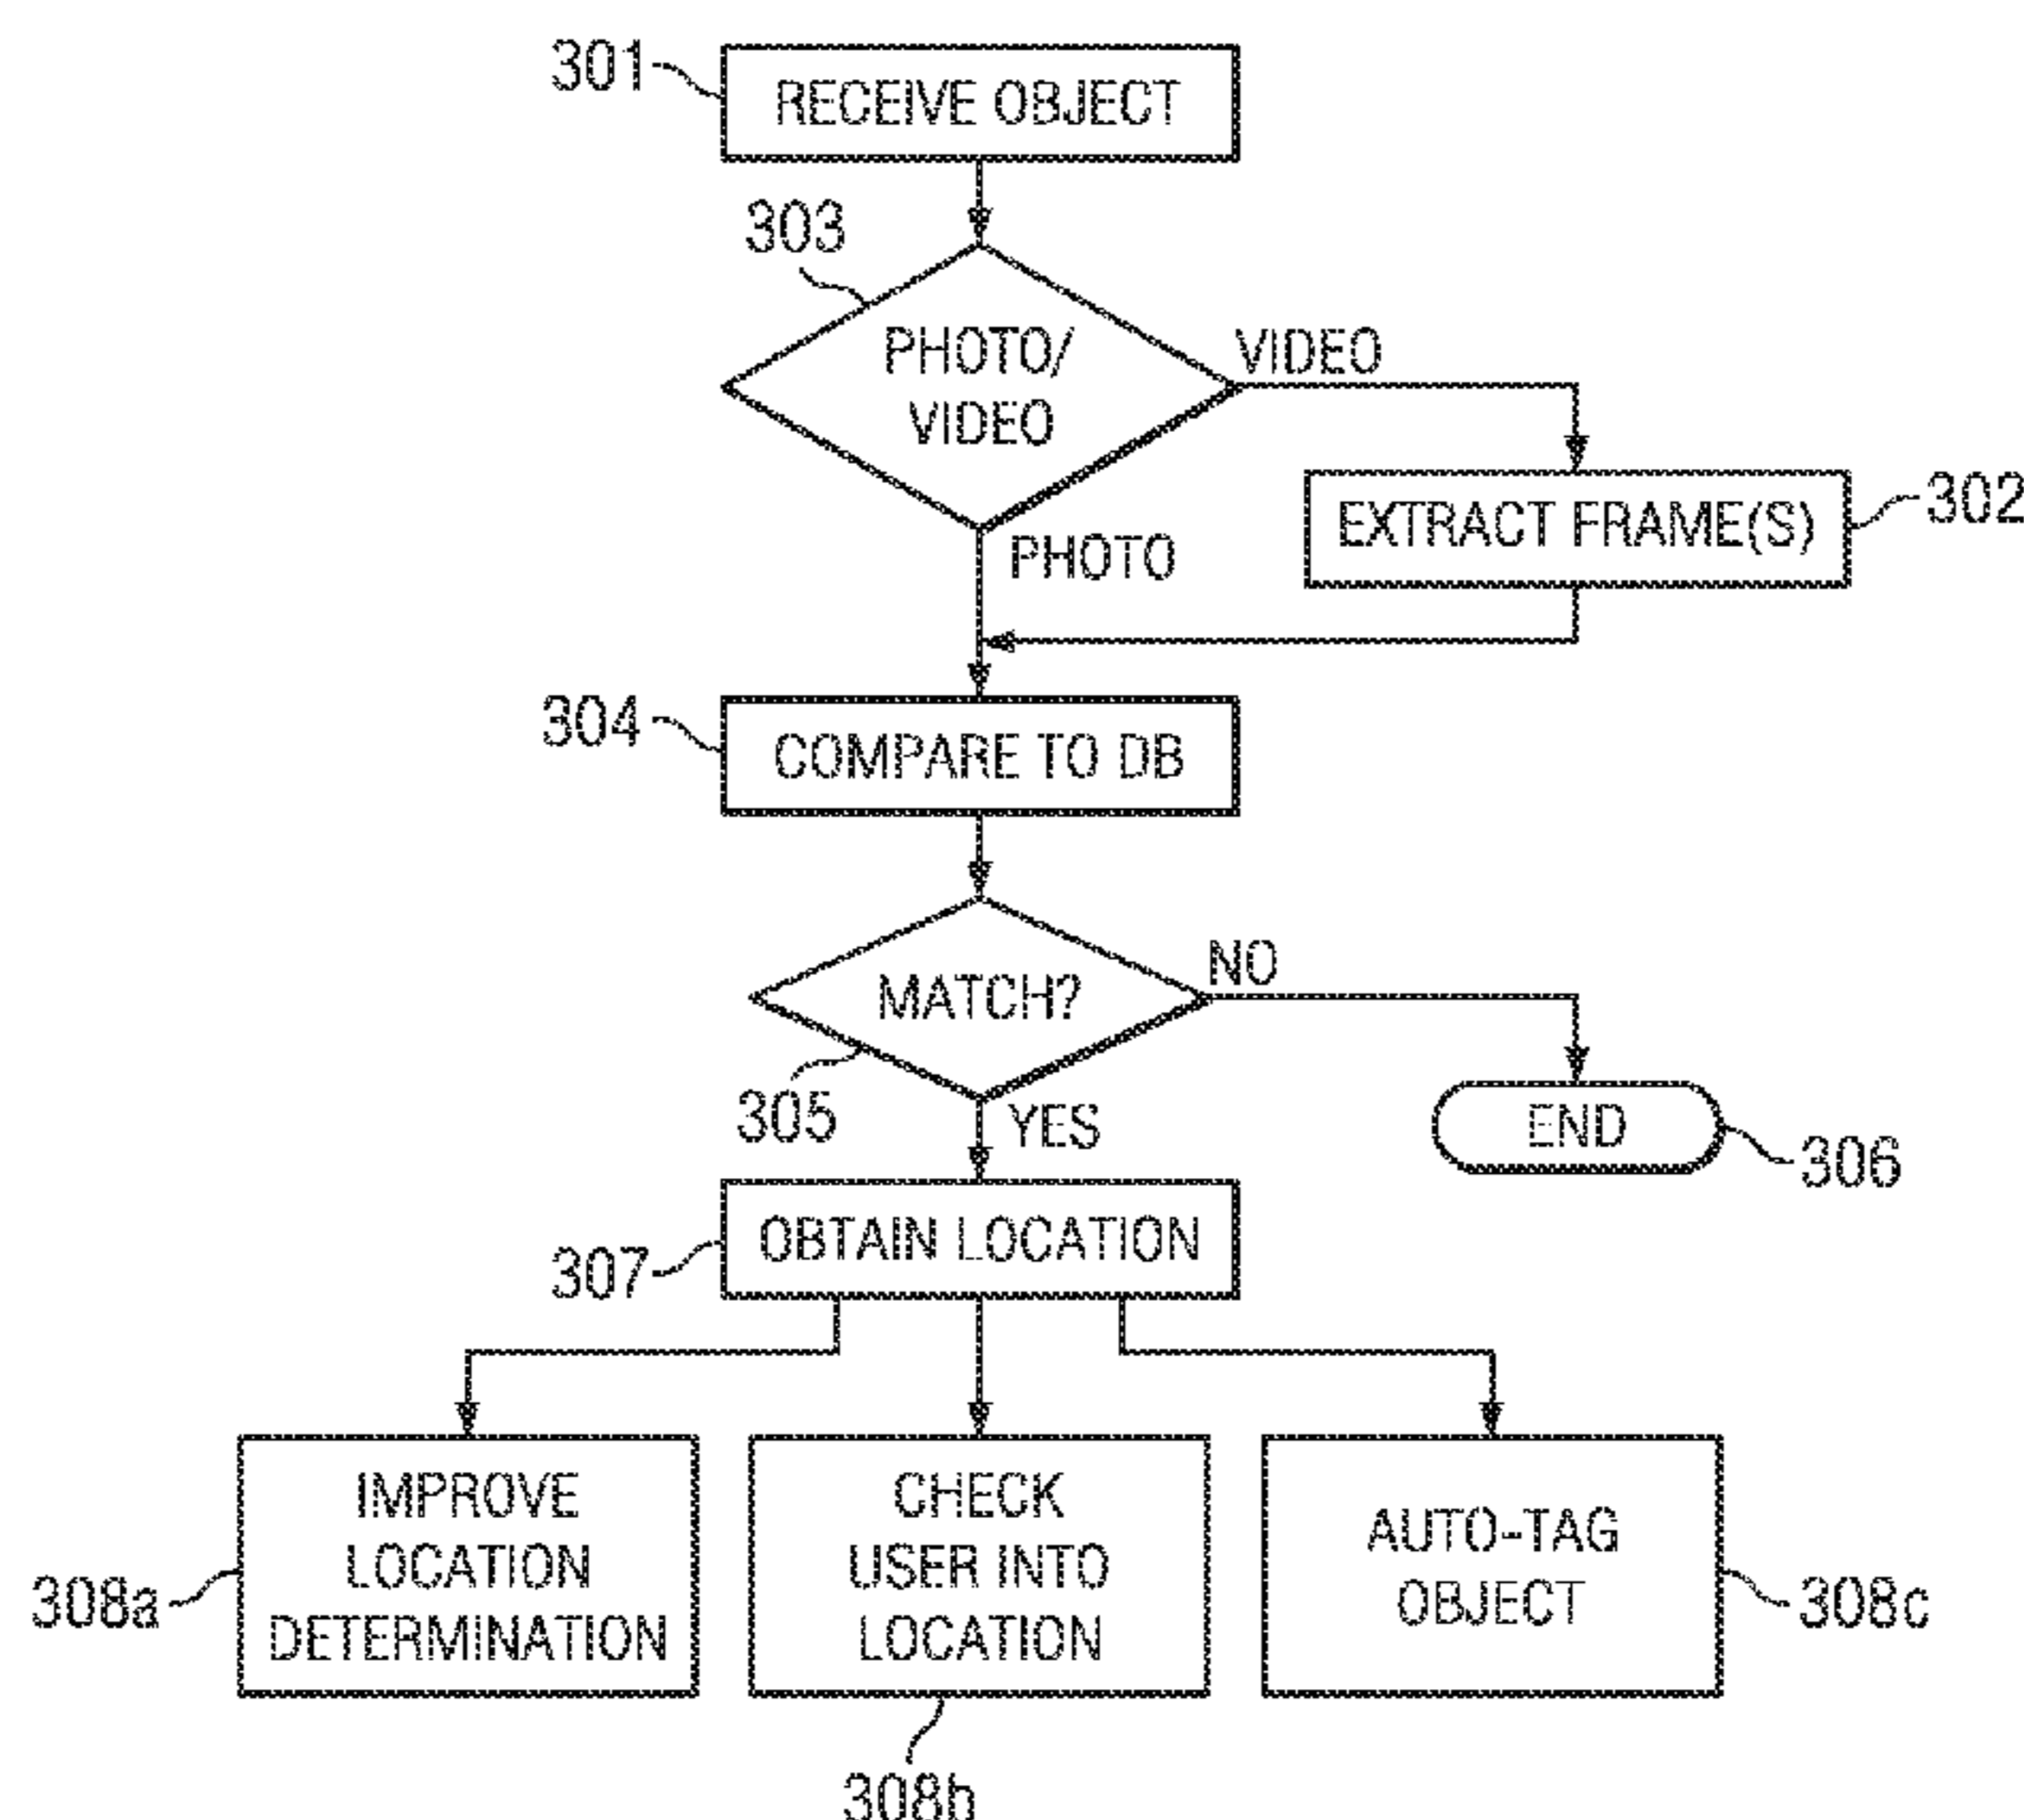 301
RECEIVE OBJECT
303
PHOTO/
VIDEO
VIDEO
EXTRACT FRAME(S)
302
PHOTO
304
COMPARE TO DB
MATCH?
NO
305
YES
END
306
OBTAIN LOCATION
307
IMPROVE
LOCATION
DETERMINATION
308a
CHECK
USER INTO
LOCATION
308b
AUTO-TAG
OBJECT
308c